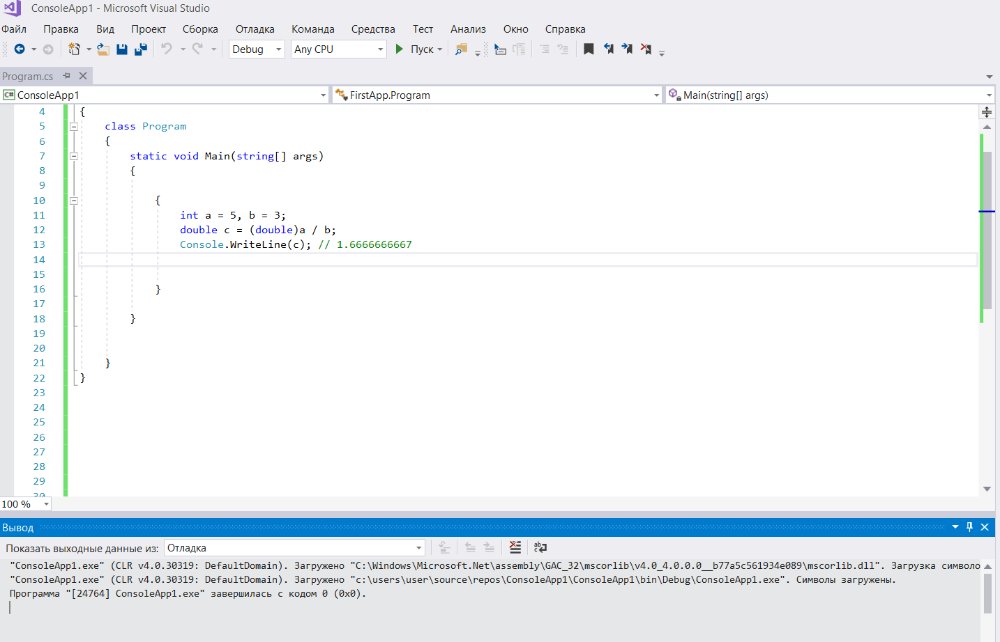 ConsoleApp1 - Microsoft Visual Studio
Файл Правка Вид Проект Сборка Отладка Команда Средства Тест Анализ Окно Справка
Debug Any CPU Пуск
Program.cs
C# ConsoleApp1 FirstApp.Program Main(string[] args)
4 {
5 class Program
6 {
7 static void Main(string[] args)
8 {
9
10 {
11 int a = 5, b = 3;
12 double c = (double)a / b;
13 Console.WriteLine(c); // 1.6666666667
14
15
16 }
17
18 }
19
20
21 }
22 }
23
24
25
26
27
28
29
30
100 %
Вывод
Показать выходные данные из: Отладка
"ConsoleApp1.exe" (CLR v4.0.30319: DefaultDomain). Загружено "C:\Windows\Microsoft.Net\assembly\GAC_32\mscorlib\v4.0_4.0.0.0__b77a5c561934e089\mscorlib.dll". Загрузка символо
"ConsoleApp1.exe" (CLR v4.0.30319: DefaultDomain). Загружено "c:\users\user\source\repos\ConsoleApp1\ConsoleApp1\bin\Debug\ConsoleApp1.exe". Символы загружены.
Программа "[24764] ConsoleApp1.exe" завершилась с кодом 0 (0x0).